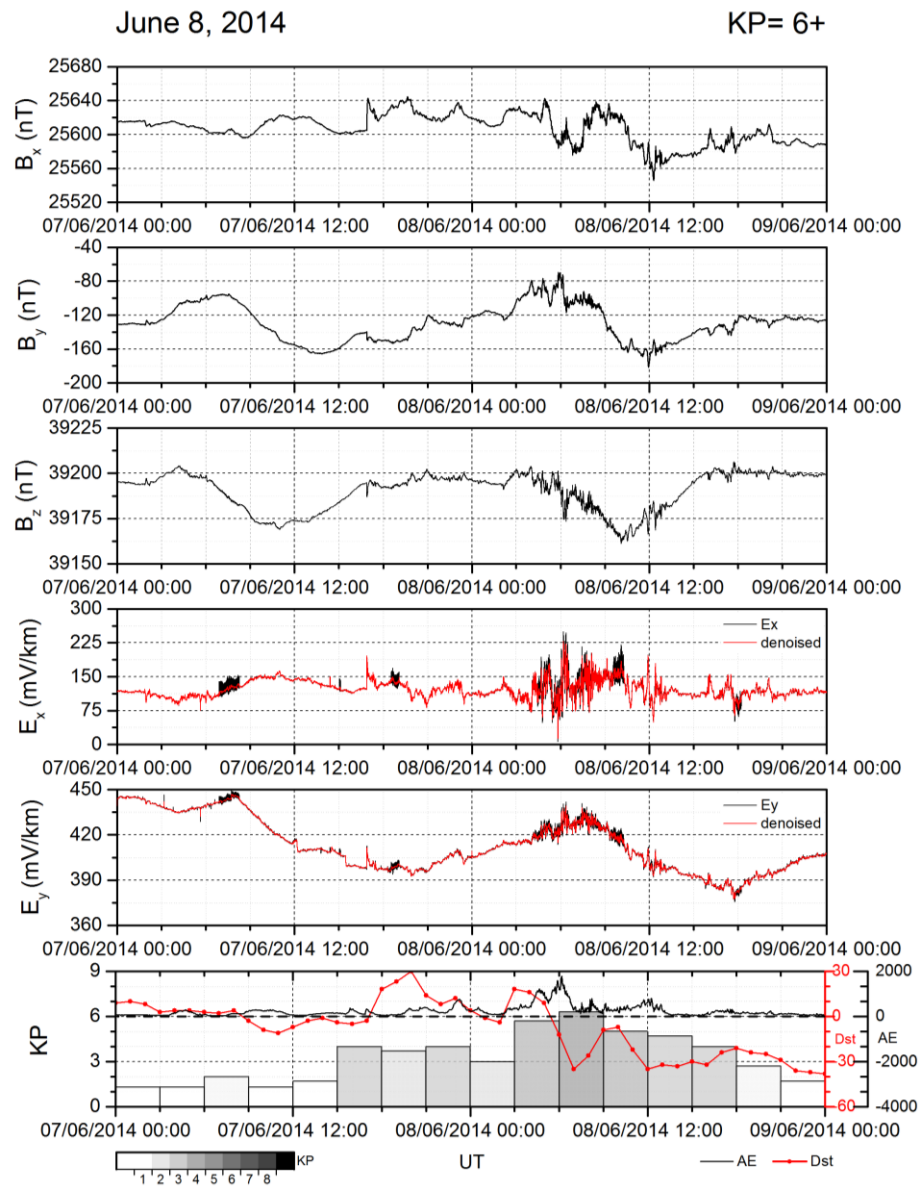 June 8, 2014 KP= 6+
25680
25640
25600
25560
25520
Bx (nT)
07/06/2014 00:00 07/06/2014 12:00 08/06/2014 00:00 08/06/2014 12:00 09/06/2014 00:00
-40
-80
-120
-160
-200
By (nT)
07/06/2014 00:00 07/06/2014 12:00 08/06/2014 00:00 08/06/2014 12:00 09/06/2014 00:00
39225
39200
39175
39150
Bz (nT)
07/06/2014 00:00 07/06/2014 12:00 08/06/2014 00:00 08/06/2014 12:00 09/06/2014 00:00
300
225
150
75
0
Ex (mV/km)
Ex
denoised
07/06/2014 00:00 07/06/2014 12:00 08/06/2014 00:00 08/06/2014 12:00 09/06/2014 00:00
450
420
390
360
Ey (mV/km)
Ey
denoised
07/06/2014 00:00 07/06/2014 12:00 08/06/2014 00:00 08/06/2014 12:00 09/06/2014 00:00
9 30 2000
6 0 0
3 -30 -2000
0 -60 -4000
KP
Dst
AE
07/06/2014 00:00 07/06/2014 12:00 08/06/2014 00:00 08/06/2014 12:00 09/06/2014 00:00
KP
1 2 3 4 5 6 7 8
UT
AE Dst